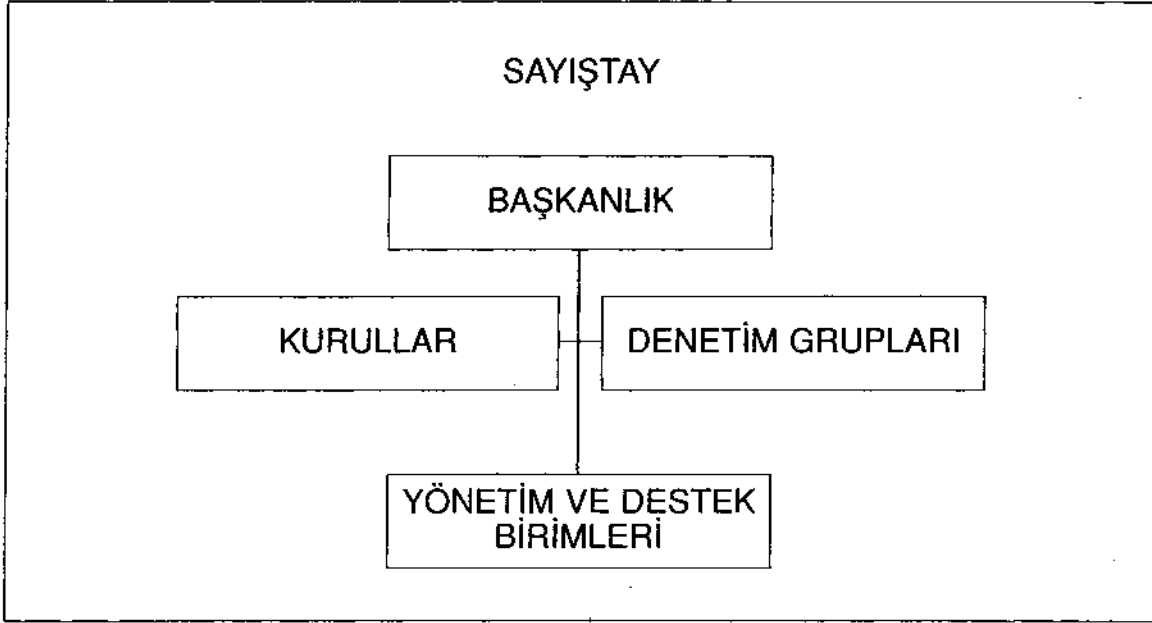 SAYIŞTAY
BAŞKANLIK
KURULLAR
DENETİM GRUPLARI
YÖNETİM VE DESTEK
BİRİMLERİ